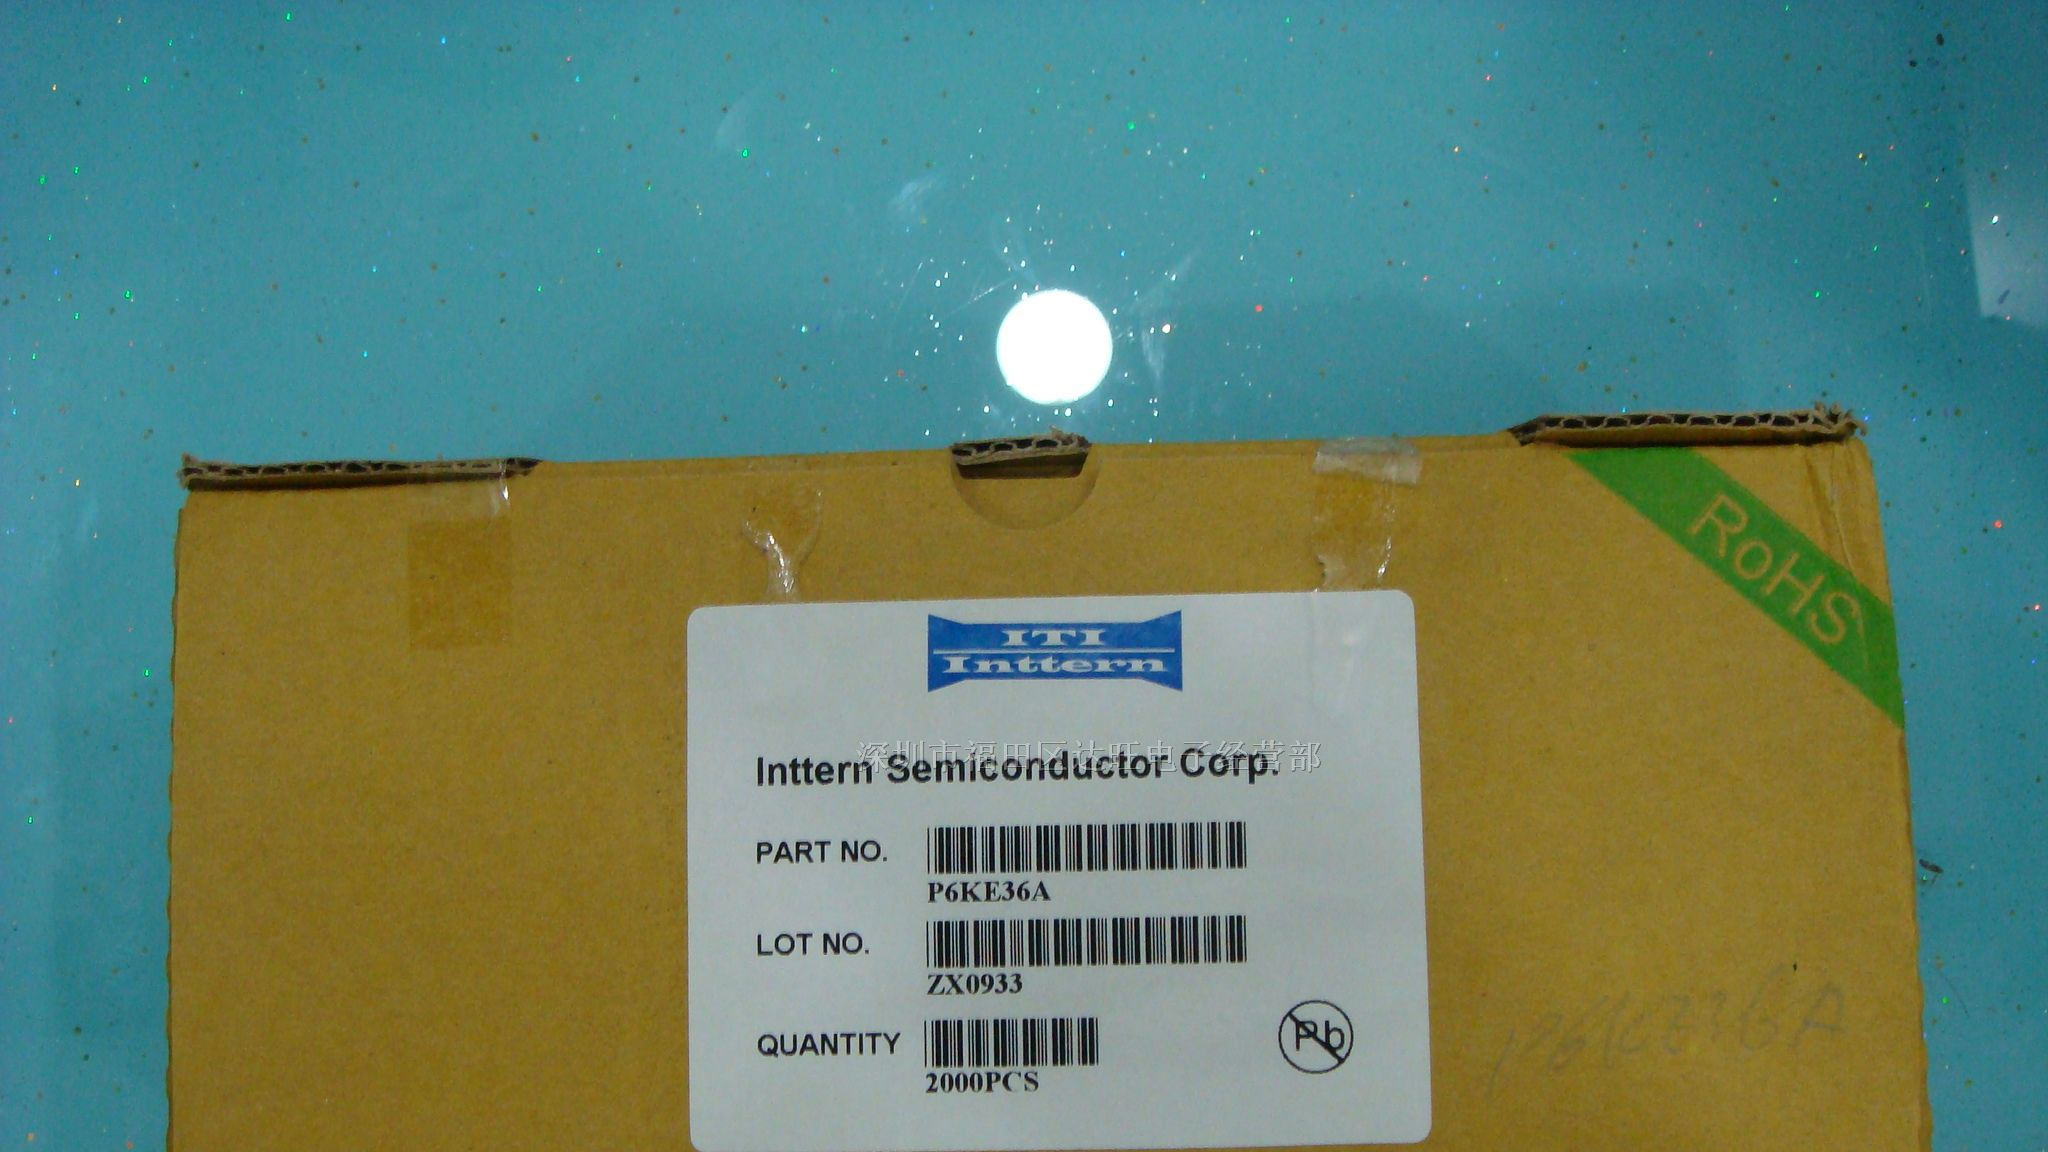 RoHS
ITI
Inttern
深圳市福田区达旺电子经营部
Inttern Semiconductor Corp.
PART NO.
P6KE36A
LOT NO.
ZX0933
QUANTITY
2000PCS
Pb
P6KE36A